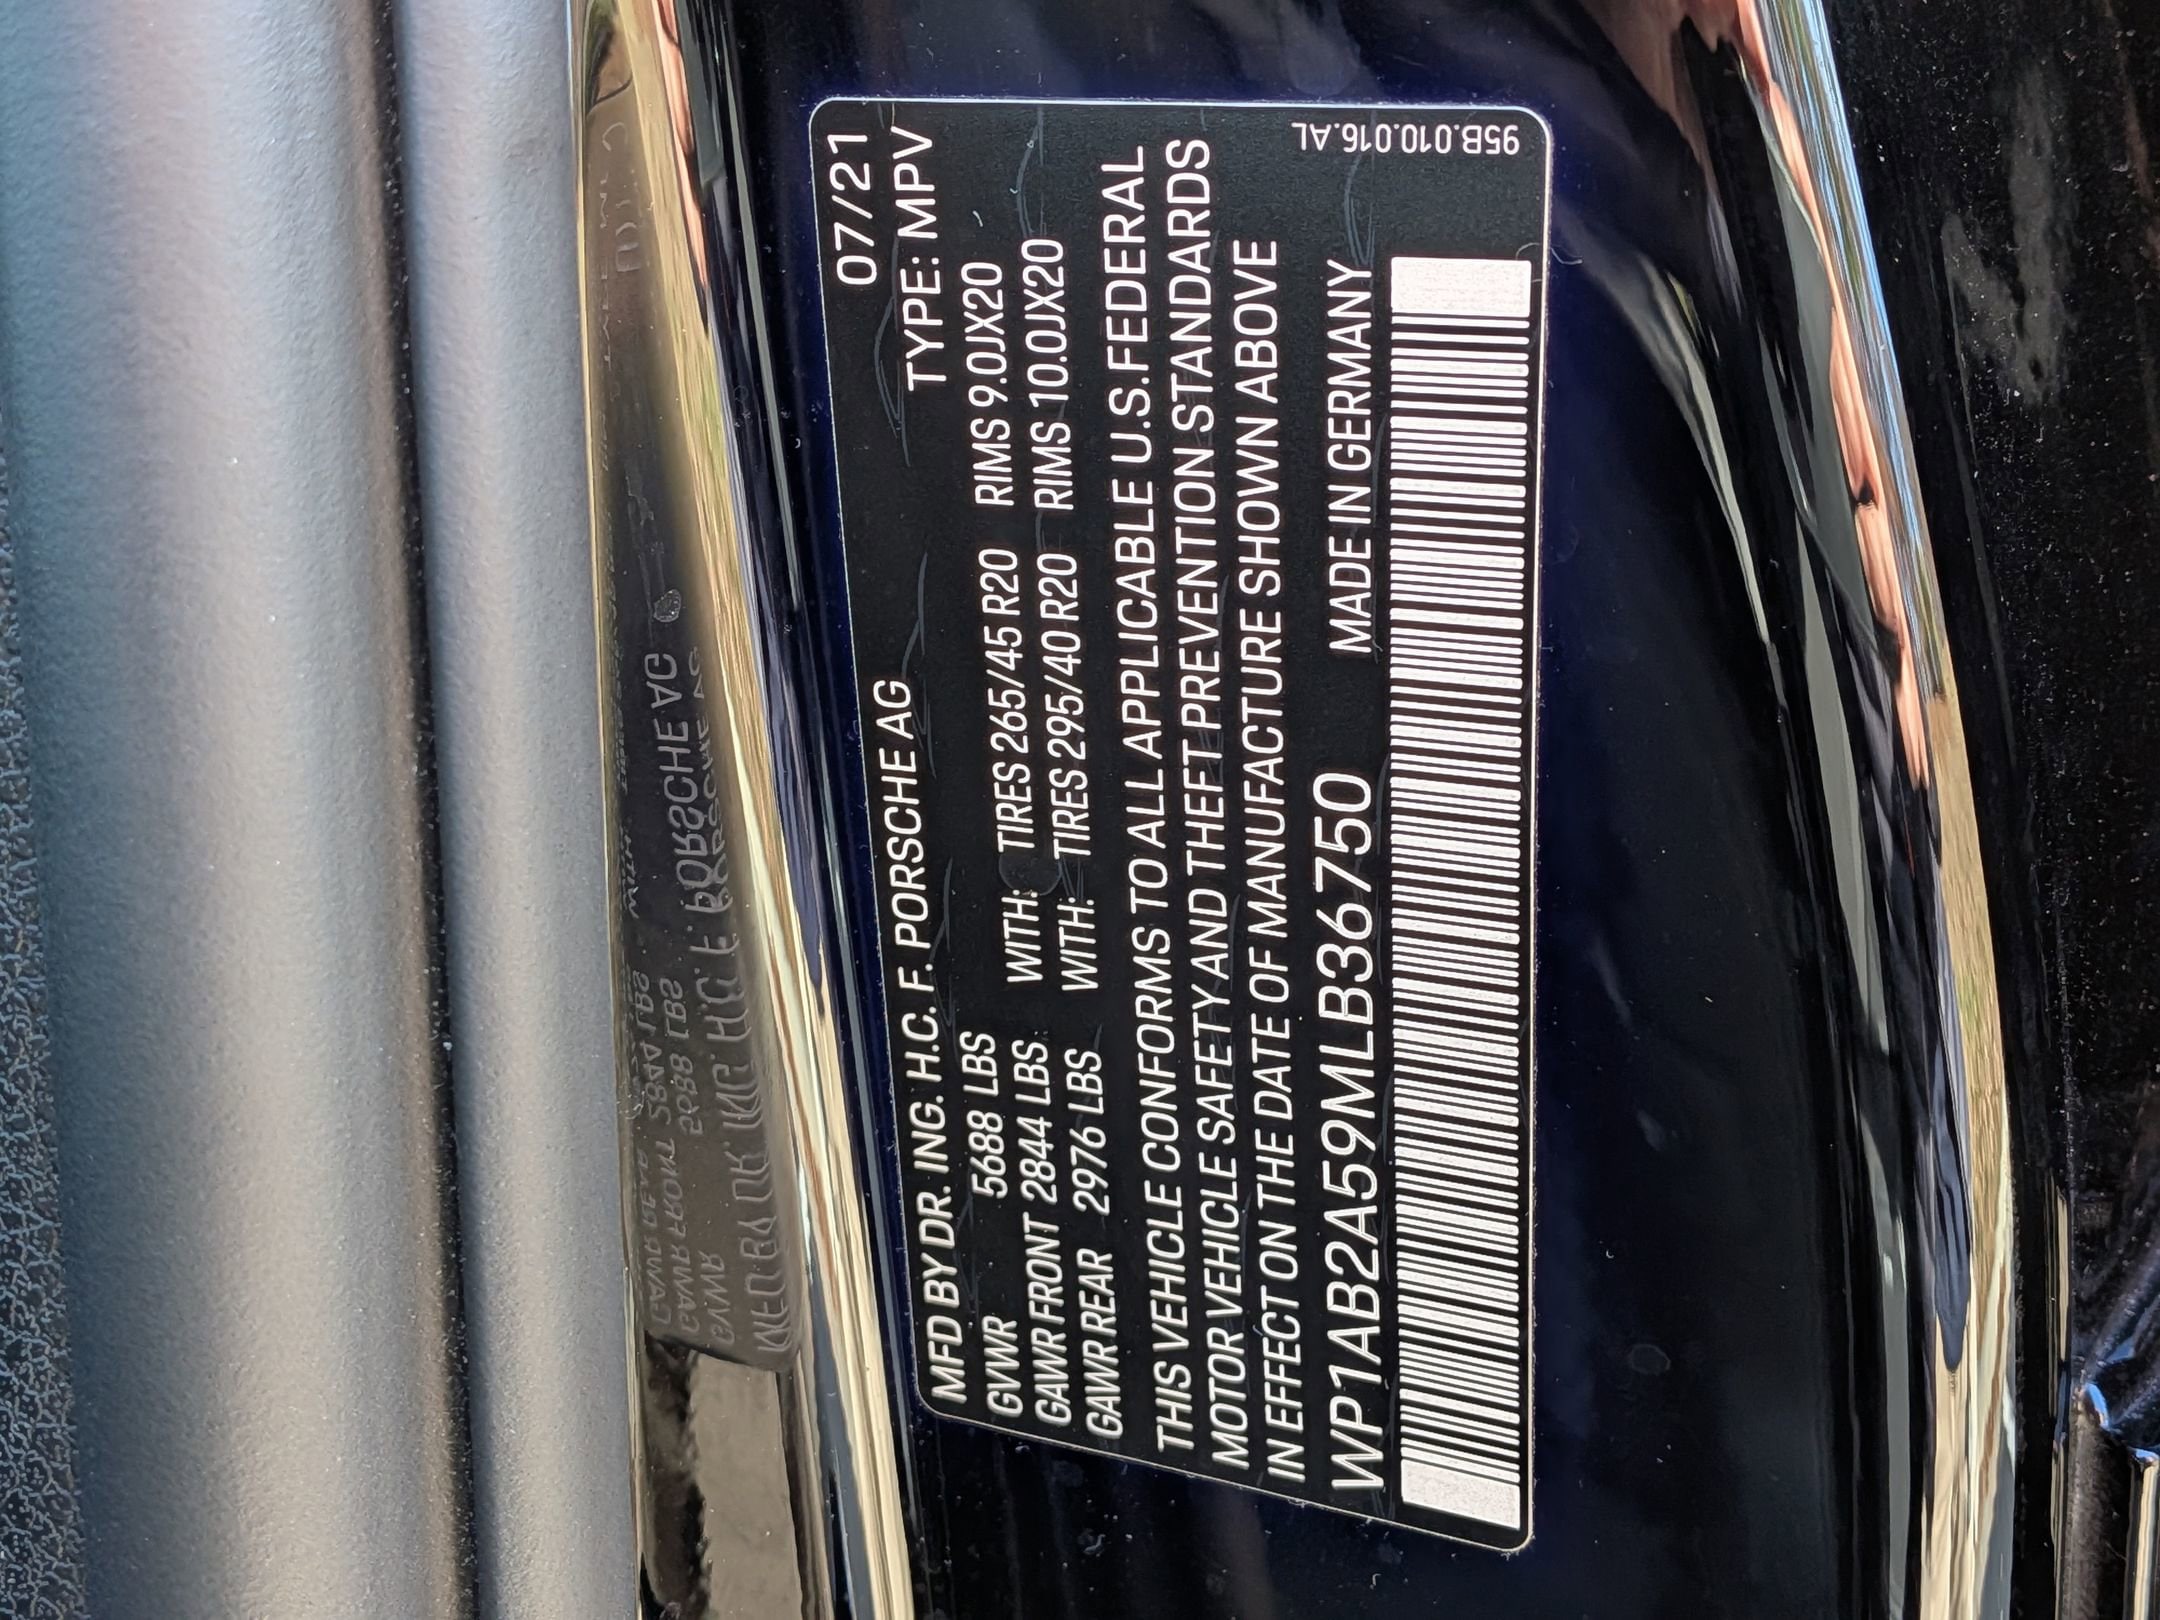 MFD BY DR. ING. H.C. F. PORSCHE AG 07/21
GVWR 5688 LBS TYPE: MPV
GAWR FRONT 2844 LBS WITH: TIRES 265/45 R20 RIMS 9.0JX20
GAWR REAR 2976 LBS WITH: TIRES 295/40 R20 RIMS 10.0JX20
THIS VEHICLE CONFORMS TO ALL APPLICABLE U.S.FEDERAL
MOTOR VEHICLE SAFETY AND THEFT PREVENTION STANDARDS
IN EFFECT ON THE DATE OF MANUFACTURE SHOWN ABOVE
WP1AB2A59MLB36750 MADE IN GERMANY
95B.010.016.AL